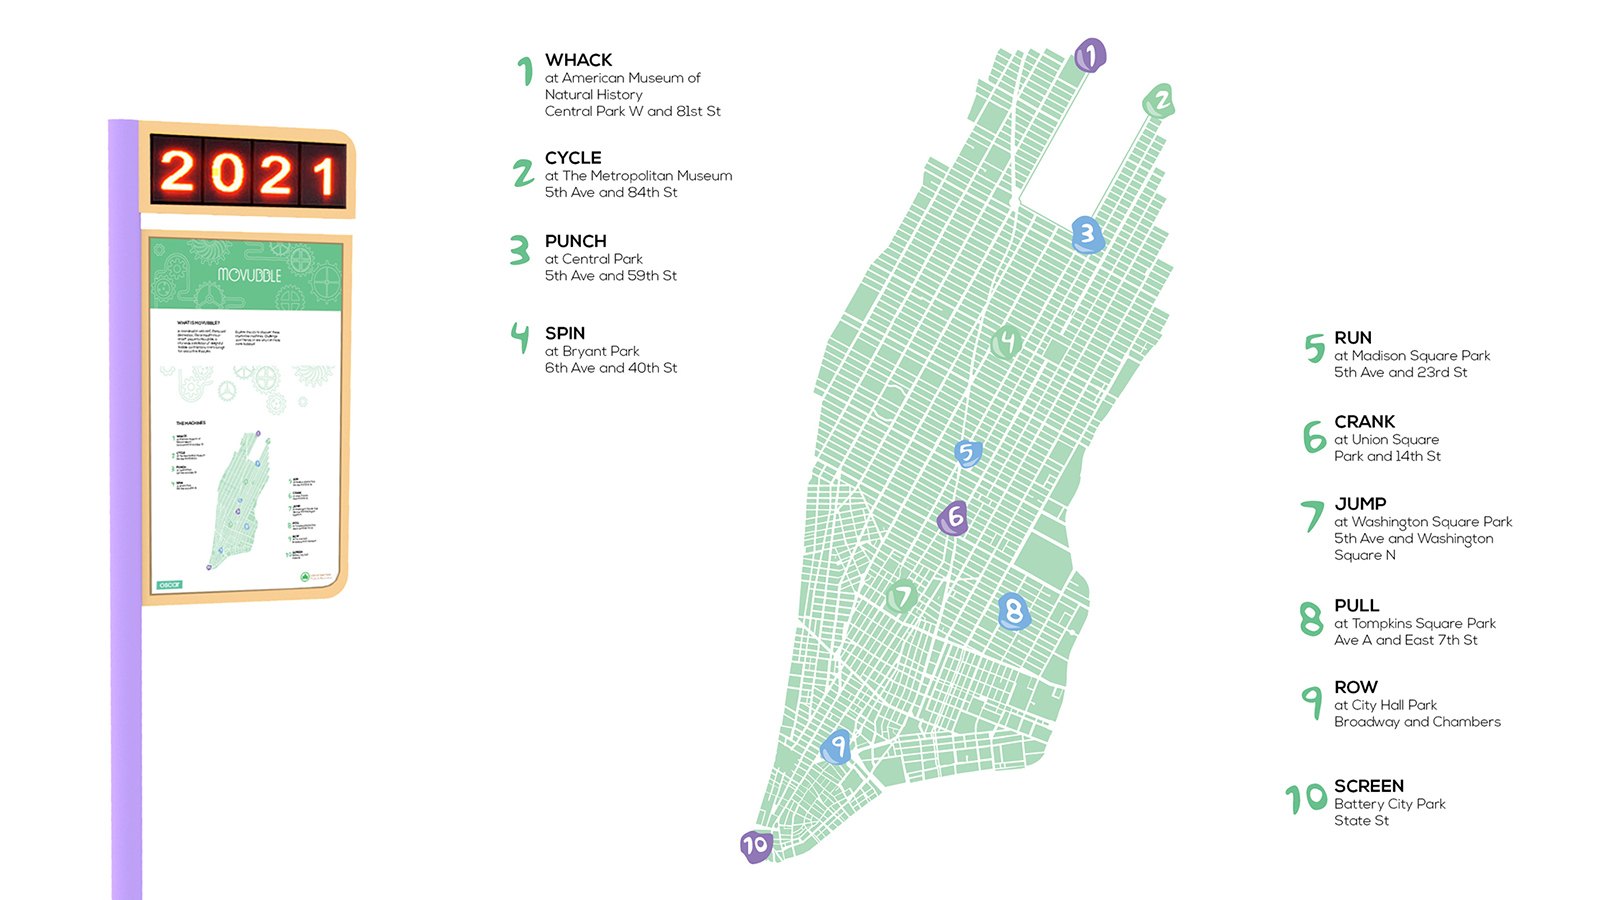 2021
MOVUBBLE
WHAT IS MOVUBBLE?
THE MACHINES
oscar
1 WHACK
at American Museum of
Natural History
Central Park W and 81st St
2 CYCLE
at The Metropolitan Museum
5th Ave and 84th St
3 PUNCH
at Central Park
5th Ave and 59th St
4 SPIN
at Bryant Park
6th Ave and 40th St
1
2
3
4
5
6
7
8
9
10
5 RUN
at Madison Square Park
5th Ave and 23rd St
6 CRANK
at Union Square
Park and 14th St
7 JUMP
at Washington Square Park
5th Ave and Washington
Square N
8 PULL
at Tompkins Square Park
Ave A and East 7th St
9 ROW
at City Hall Park
Broadway and Chambers
10 SCREEN
Battery City Park
State St